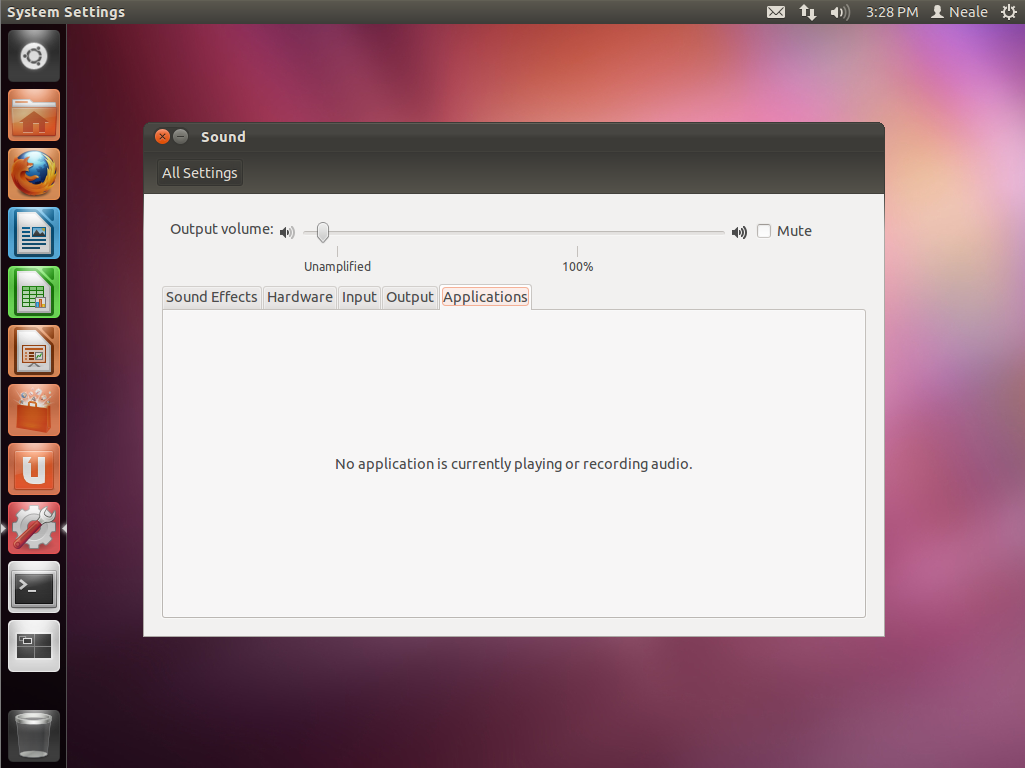 System Settings
3:28 PM
Neale
Sound
All Settings
Output volume:
Mute
Unamplified
100%
Sound Effects
Hardware
Input
Output
Applications
No application is currently playing or recording audio.